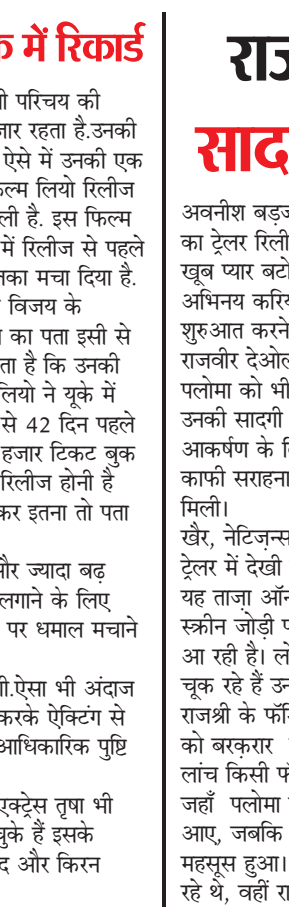 में रिकार्ड
परिचय की
रहता है.उनकी
ऐसे में उनकी एक
लियो रिलीज
है. इस फिल्म
में रिलीज से पहले
मचा दिया है.
विजय के
का पता इसी से
है कि उनकी
लियो ने यूके में
से 42 दिन पहले
हजार टिकट बुक
रिलीज होनी है
कर इतना तो पता
और ज्यादा बढ़
लगाने के लिए
पर धमाल मचाने
ऐसा भी अंदाज
करके ऐक्टिंग से
आधिकारिक पुष्टि
एक्ट्रेस तृषा भी
चुके हैं इसके
और किरन
राज
साद
अवनीश बड़ज
का ट्रेलर रिली
खूब प्यार बटो
अभिनय करिय
शुरुआत करने
राजवीर देओल
पलोमा को भी
उनकी सादगी
आकर्षण के
काफी सराहना
मिली।
खैर, नेटिज़न्स
ट्रेलर में देखी
यह ताज़ा ऑन
स्क्रीन जोड़ी
आ रही है। लो
चूक रहे हैं उन
राजश्री के फॅमि
को बरक़रार
लांच किसी
जहाँ पलोमा
आए, जबकि
महसूस हुआ।
रहे थे, वहीं रा